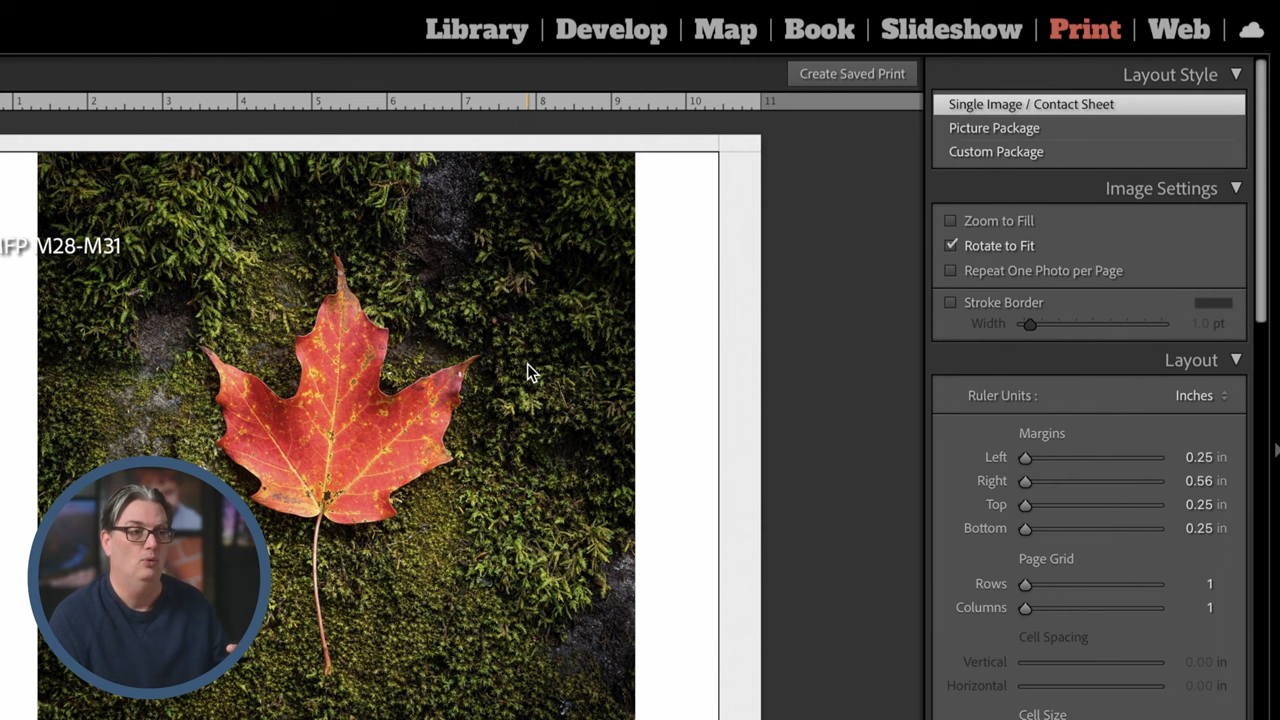 Library | Develop | Map | Book | Slideshow | Print | Web |
Create Saved Print
Layout Style
1 2 3 4 5 6 7 8 9 10 11
Single Image / Contact Sheet
Picture Package
Custom Package
Image Settings
Zoom to Fill
Rotate to Fit
M28-M31
Repeat One Photo per Page
Stroke Border
Width 1.0 pt
Layout
Ruler Units : Inches
Margins
Left 0.25 in
Right 0.56 in
Top 0.25 in
Bottom 0.25 in
Page Grid
Rows 1
Columns 1
Cell Spacing
Vertical 0.00 in
Horizontal 0.00 in
Cell Size